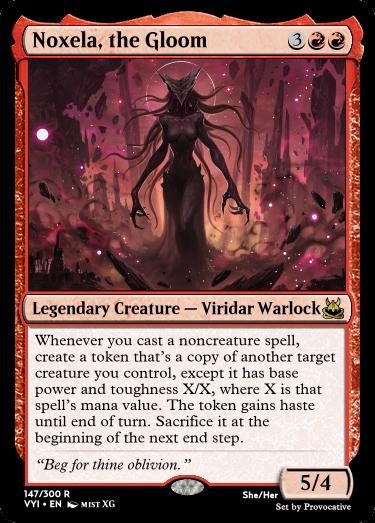 Noxela, the Gloom 3
Legendary Creature — Viridar Warlock
Whenever you cast a noncreature spell,
create a token that's a copy of another target
creature you control, except it has base
power and toughness X/X, where X is that
spell's mana value. The token gains haste
until end of turn. Sacrifice it at the
beginning of the next end step.
"Beg for thine oblivion."
5/4
147/300 R
VYI • EN MIST XG
She/Her
Set by Provocative